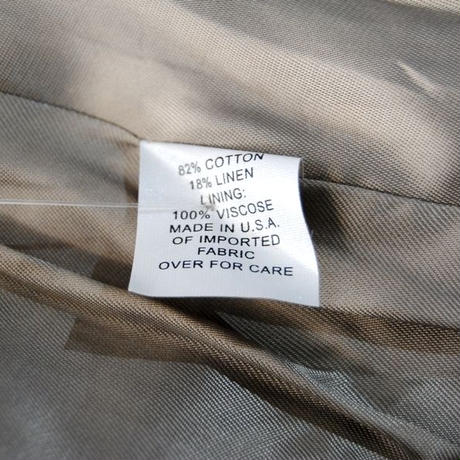 82% COTTON
18% LINEN
LINING:
100% VISCOSE
MADE IN U.S.A.
OF IMPORTED
FABRIC
OVER FOR CARE